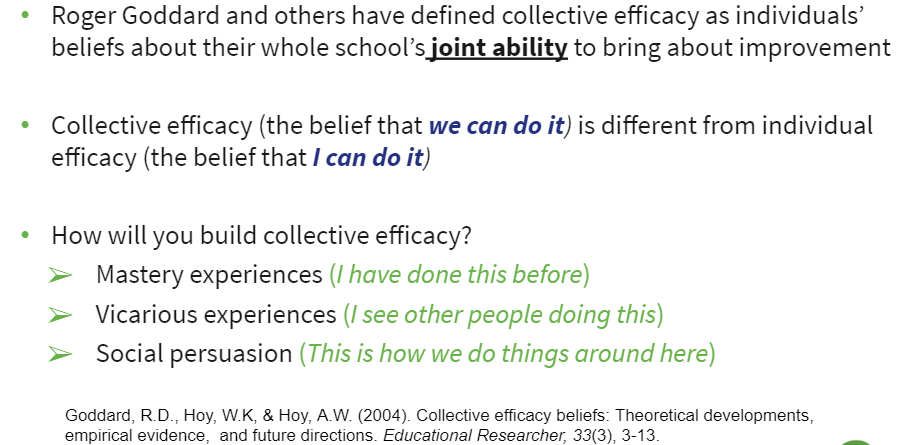 • Roger Goddard and others have defined collective efficacy as individuals’
beliefs about their whole school’s joint ability to bring about improvement
• Collective efficacy (the belief that we can do it) is different from individual
efficacy (the belief that I can do it)
• How will you build collective efficacy?
➢ Mastery experiences (I have done this before)
➢ Vicarious experiences (I see other people doing this)
➢ Social persuasion (This is how we do things around here)
Goddard, R.D., Hoy, W.K, & Hoy, A.W. (2004). Collective efficacy beliefs: Theoretical developments,
empirical evidence, and future directions. Educational Researcher, 33(3), 3-13.